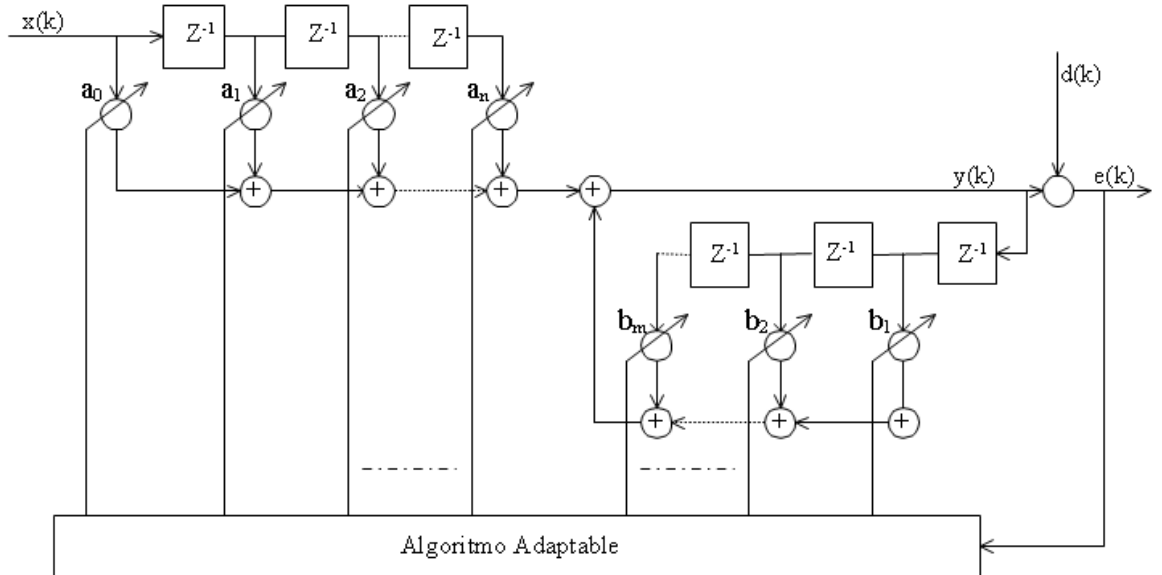 x(k)
Z⁻¹ Z⁻¹ Z⁻¹
a₀ a₁ a₂ aₙ
d(k)
+ + + +
y(k) e(k)
Z⁻¹ Z⁻¹ Z⁻¹
bₘ b₂ b₁
+ + +
Algoritmo Adaptable